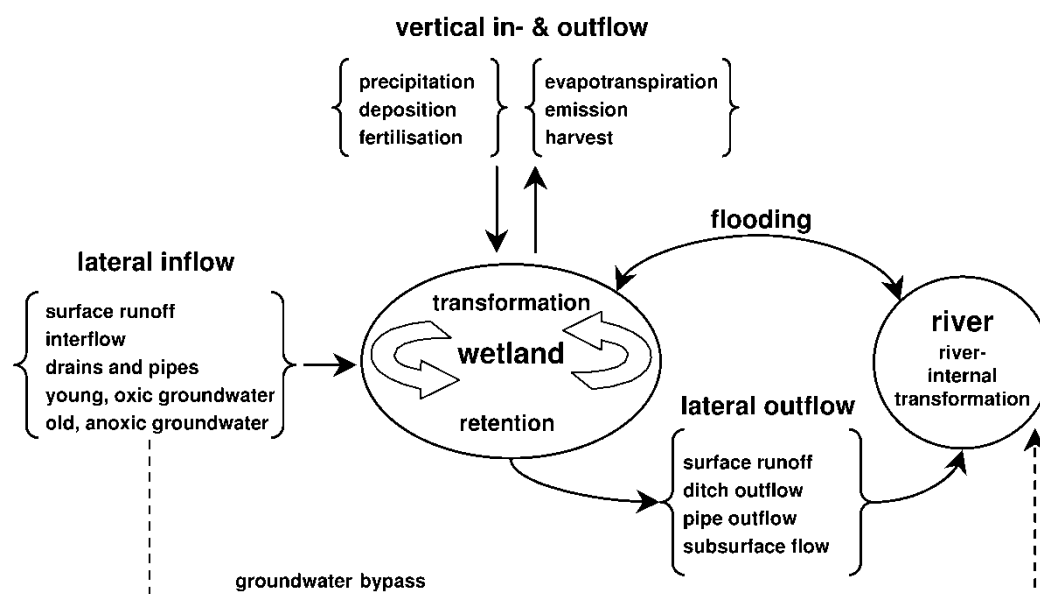 vertical in- & outflow
precipitation
deposition
fertilisation
evapotranspiration
emission
harvest
flooding
lateral inflow
surface runoff
interflow
drains and pipes
young, oxic groundwater
old, anoxic groundwater
transformation
wetland
retention
river
river-
internal
transformation
lateral outflow
surface runoff
ditch outflow
pipe outflow
subsurface flow
groundwater bypass